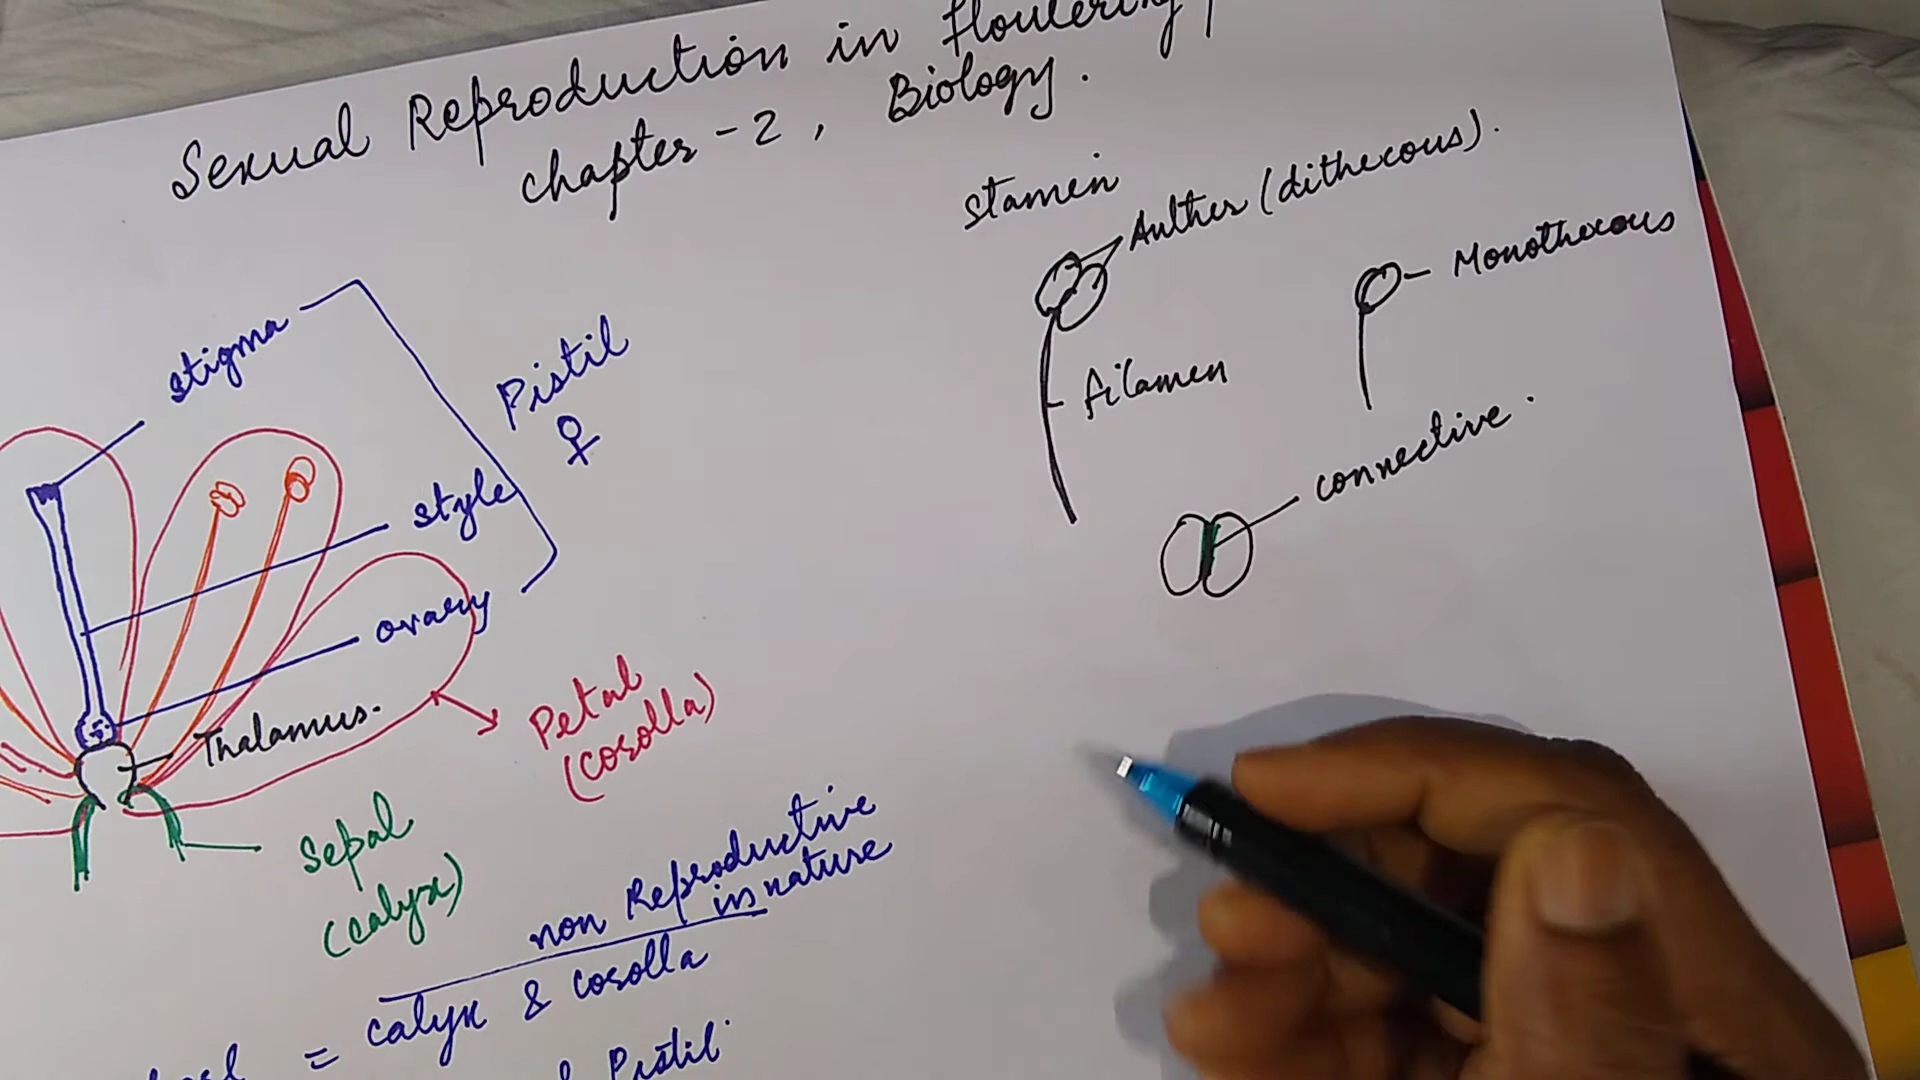 Sexual Reproduction in flowering
chapter - 2 , Biology .
stamen
Anther (dithecous).
Monothecous
filamen
connective .
stigma
Pistil
♀
style
ovary
Thalamus.
Petal
(corolla)
Sepal
(calyx)
non Reproductive
in nature
= calyx & corolla
Pistil